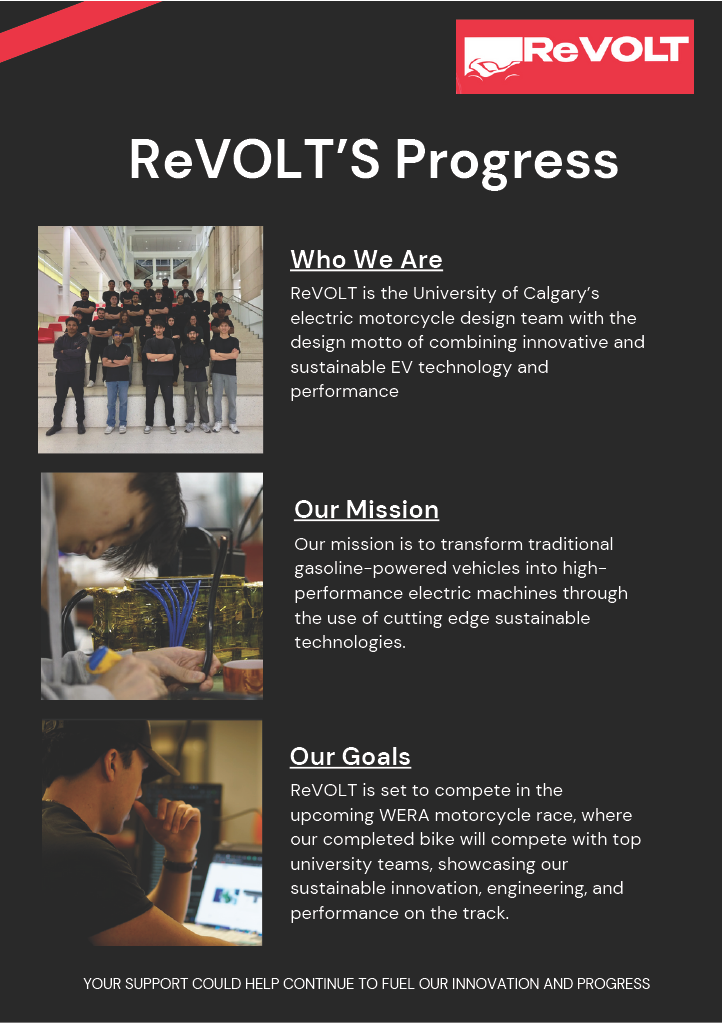 ReVOLT
ReVOLT’S Progress
Who We Are
ReVOLT is the University of Calgary’s
electric motorcycle design team with the
design motto of combining innovative and
sustainable EV technology and
performance
Our Mission
Our mission is to transform traditional
gasoline-powered vehicles into high-
performance electric machines through
the use of cutting edge sustainable
technologies.
Our Goals
ReVOLT is set to compete in the
upcoming WERA motorcycle race, where
our completed bike will compete with top
university teams, showcasing our
sustainable innovation, engineering, and
performance on the track.
YOUR SUPPORT COULD HELP CONTINUE TO FUEL OUR INNOVATION AND PROGRESS